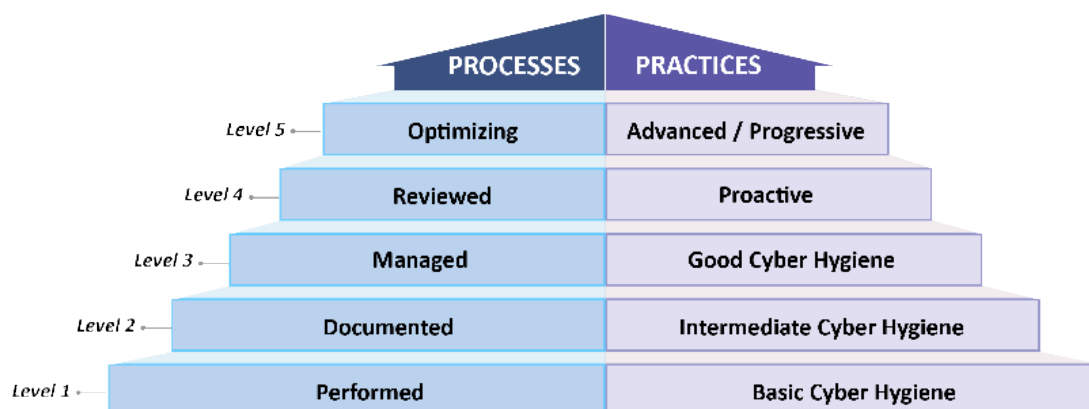 PROCESSES PRACTICES
Level 5 Optimizing Advanced / Progressive
Level 4 Reviewed Proactive
Level 3 Managed Good Cyber Hygiene
Level 2 Documented Intermediate Cyber Hygiene
Level 1 Performed Basic Cyber Hygiene